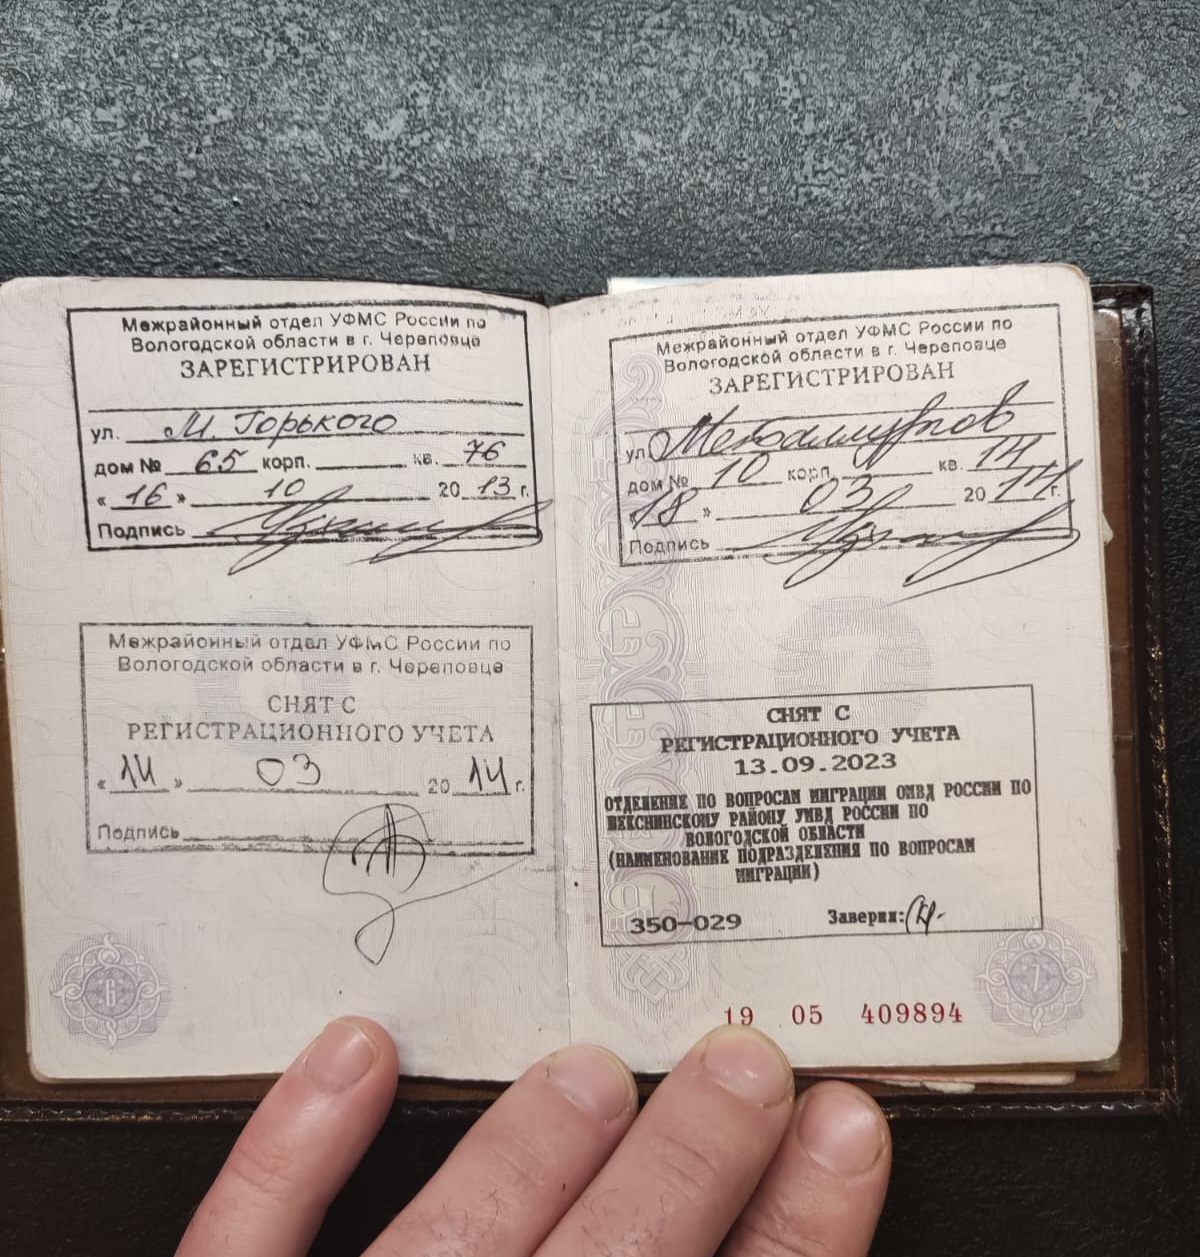 Межрайонный отдел УФМС России по
Вологодской области в г. Череповце
ЗАРЕГИСТРИРОВАН
ул. М. Горького
дом № 65 корп. кв. 76
« 16 » 10 20 13 г.
Подпись
Межрайонный отдел УФМС России по
Вологодской области в г. Череповце
СНЯТ С
РЕГИСТРАЦИОННОГО УЧЕТА
« 14 » 03 20 14 г.
Подпись
6
Межрайонный отдел УФМС России по
Вологодской области в г. Череповце
ЗАРЕГИСТРИРОВАН
ул. Металлургов
дом № 10 корп. кв. 14
« 18 » 03 20 14 г.
Подпись
СНЯТ С
РЕГИСТРАЦИОННОГО УЧЕТА
13.09.2023
ОТДЕЛЕНИЕ ПО ВОПРОСАМ МИГРАЦИИ ОМВД РОССИИ ПО
ШЕКСНИНСКОМУ РАЙОНУ УМВД РОССИИ ПО
ВОЛОГОДСКОЙ ОБЛАСТИ
(НАИМЕНОВАНИЕ ПОДРАЗДЕЛЕНИЯ ПО ВОПРОСАМ
МИГРАЦИИ)
350-029 Заверил:
19 05 409894
7